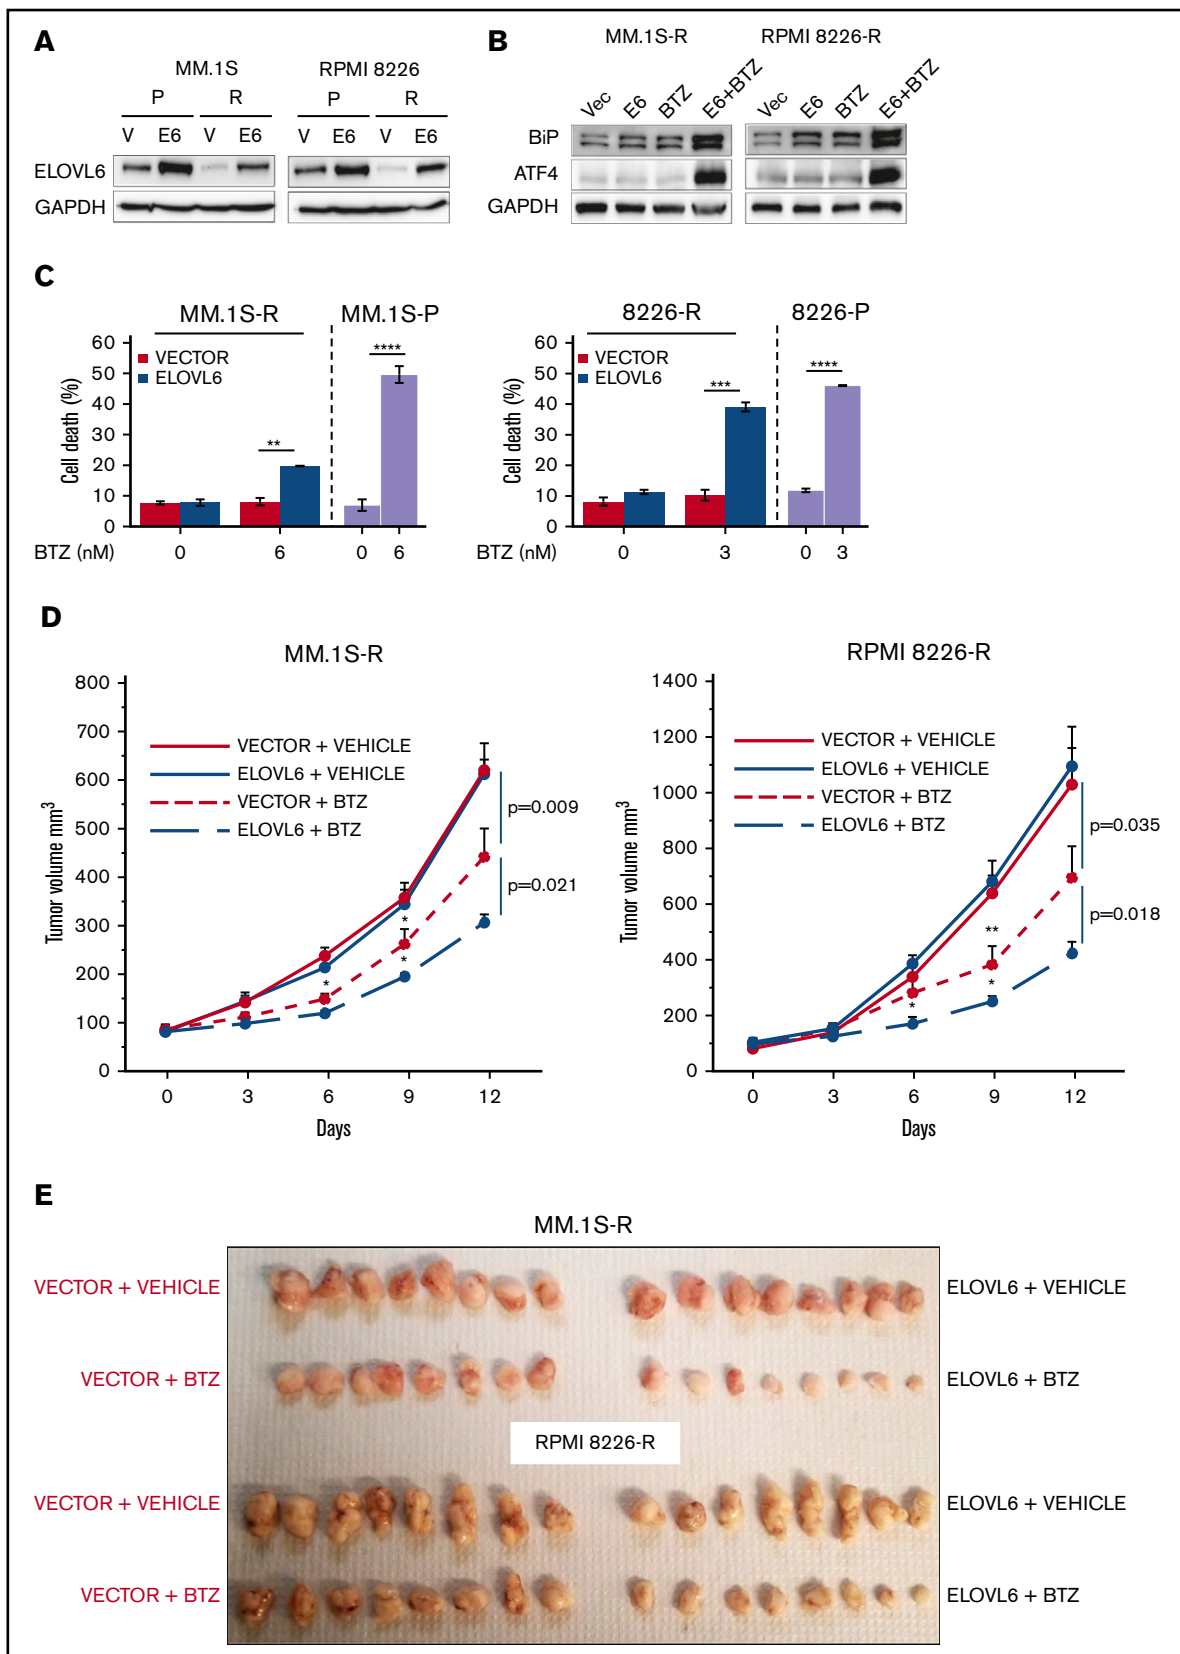 A
MM.1S
RPMI 8226
P R P R
V E6 V E6 V E6 V E6
ELOVL6
GAPDH
B
MM.1S-R RPMI 8226-R
Vec E6 BTZ E6+BTZ Vec E6 BTZ E6+BTZ
BiP
ATF4
GAPDH
C
MM.1S-R MM.1S-P
VECTOR
ELOVL6
Cell death (%)
60
50
40
30
20
10
0
** ****
BTZ (nM) 0 6 0 6
8226-R 8226-P
VECTOR
ELOVL6
Cell death (%)
60
50
40
30
20
10
0
*** ****
BTZ (nM) 0 3 0 3
D
MM.1S-R
Tumor volume mm³
800
700
600
500
400
300
200
100
0
VECTOR + VEHICLE
ELOVL6 + VEHICLE
VECTOR + BTZ
ELOVL6 + BTZ
p=0.009
p=0.021
*
*
*
0 3 6 9 12
Days
RPMI 8226-R
Tumor volume mm³
1400
1200
1000
800
600
400
200
0
VECTOR + VEHICLE
ELOVL6 + VEHICLE
VECTOR + BTZ
ELOVL6 + BTZ
p=0.035
p=0.018
**
*
*
0 3 6 9 12
Days
E
MM.1S-R
VECTOR + VEHICLE ELOVL6 + VEHICLE
VECTOR + BTZ ELOVL6 + BTZ
RPMI 8226-R
VECTOR + VEHICLE ELOVL6 + VEHICLE
VECTOR + BTZ ELOVL6 + BTZ